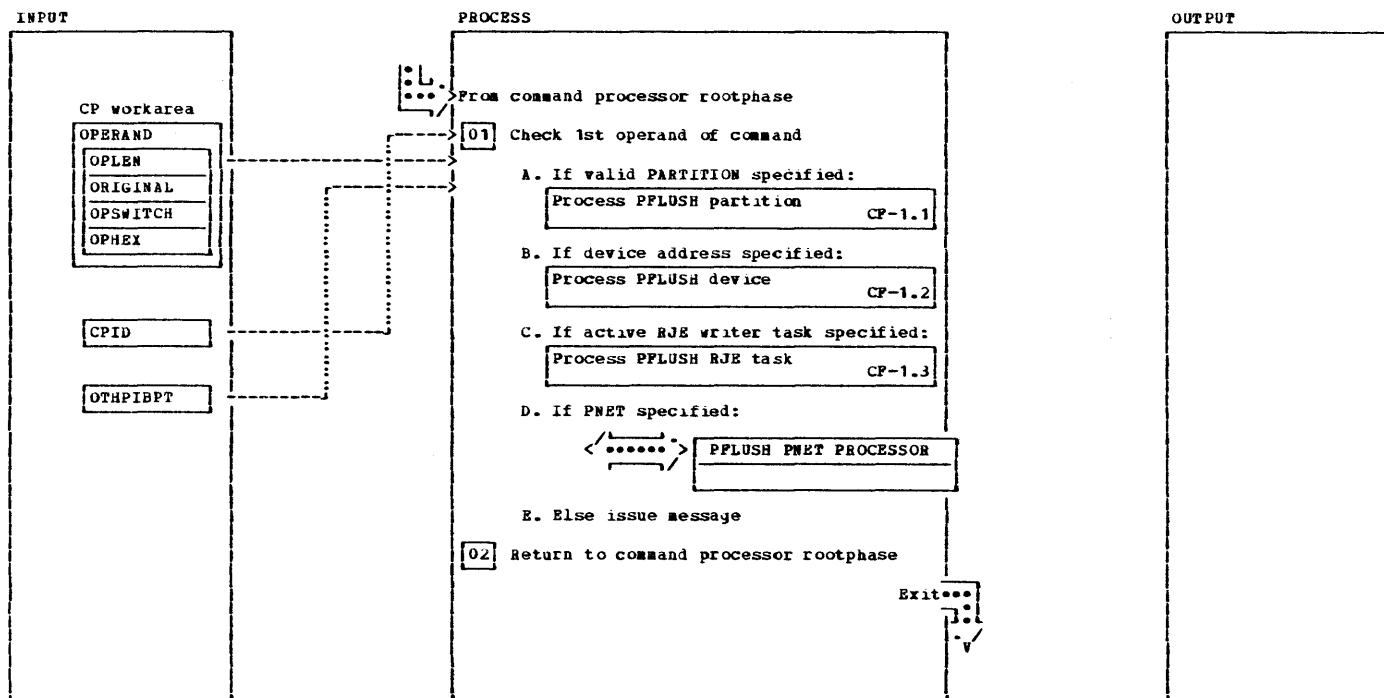 INPUT
PROCESS
OUTPUT
From command processor rootphase
CP workarea
OPERAND
01 Check 1st operand of command
OPLEN
A. If valid PARTITION specified:
ORIGINAL
Process PFLUSH partition
OPSWITCH
CF-1.1
OPHEX
B. If device address specified:
Process PFLUSH device
CF-1.2
CPID
C. If active RJE writer task specified:
Process PFLUSH RJE task
CF-1.3
OTHPIBPT
D. If PNET specified:
PFLUSH PNET PROCESSOR
E. Else issue message
02 Return to command processor rootphase
Exit